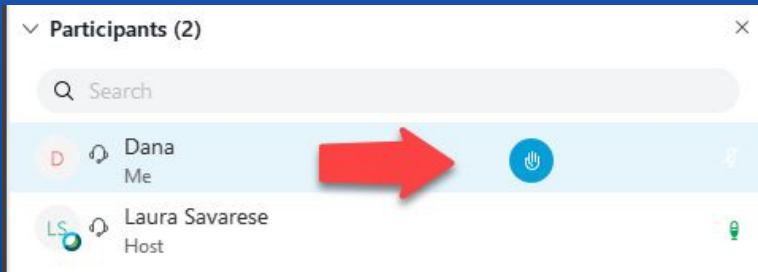 Participants (2)
Search
D
Dana
Me
LS
Laura Savarese
Host